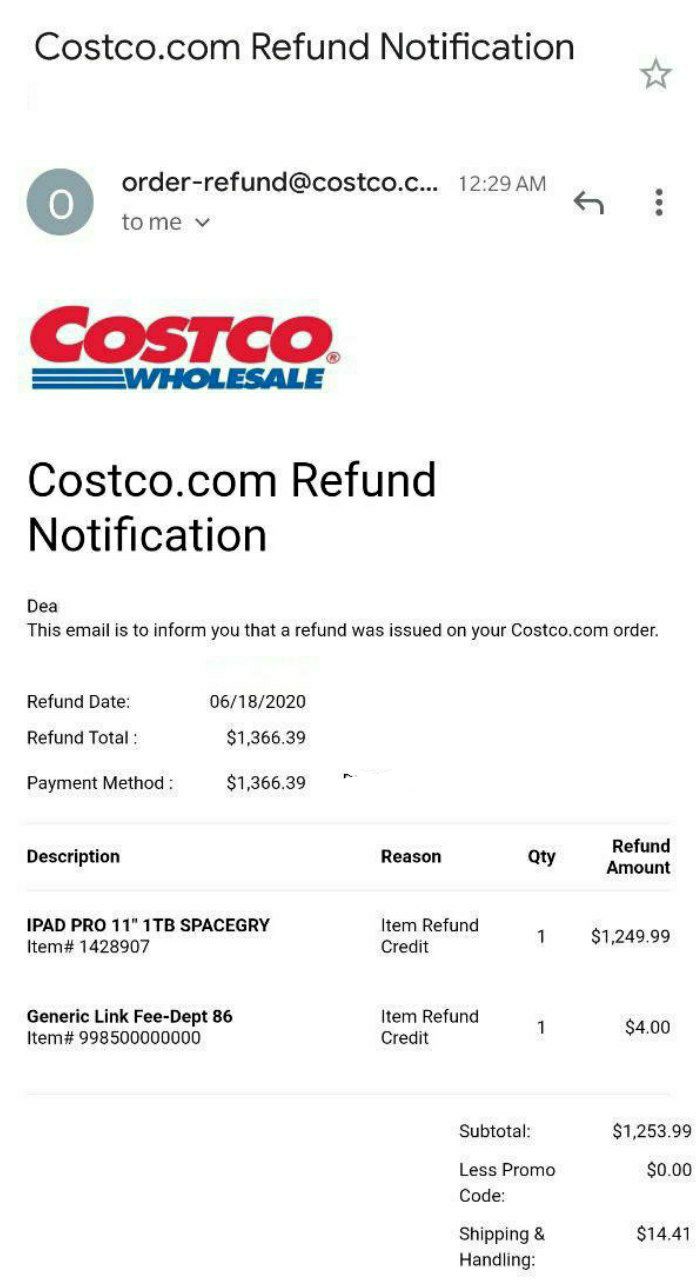 Costco.com Refund Notification
O
order-refund@costco.c... 12:29 AM
to me
COSTCO®
WHOLESALE
Costco.com Refund
Notification
Dea
This email is to inform you that a refund was issued on your Costco.com order.
Refund Date: 06/18/2020
Refund Total : $1,366.39
Payment Method : $1,366.39
Description Reason Qty Refund Amount
IPAD PRO 11" 1TB SPACEGRY
Item# 1428907
Item Refund
Credit
1 $1,249.99
Generic Link Fee-Dept 86
Item# 998500000000
Item Refund
Credit
1 $4.00
Subtotal: $1,253.99
Less Promo
Code:
$0.00
Shipping &
Handling:
$14.41